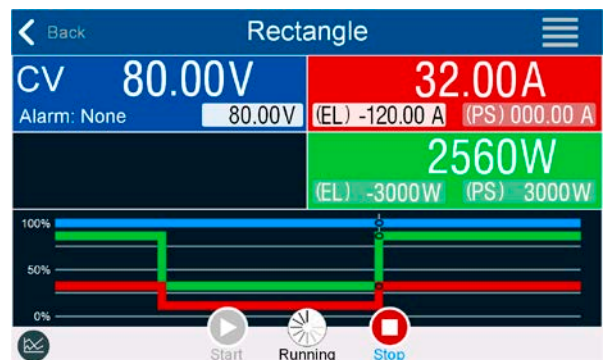 Back Rectangle
CV 80.00V 32.00A
Alarm: None 80.00V (EL) -120.00 A (PS) 000.00 A
2560W
(EL) -3000W (PS) 3000W
100%
50%
0%
Start Running Stop